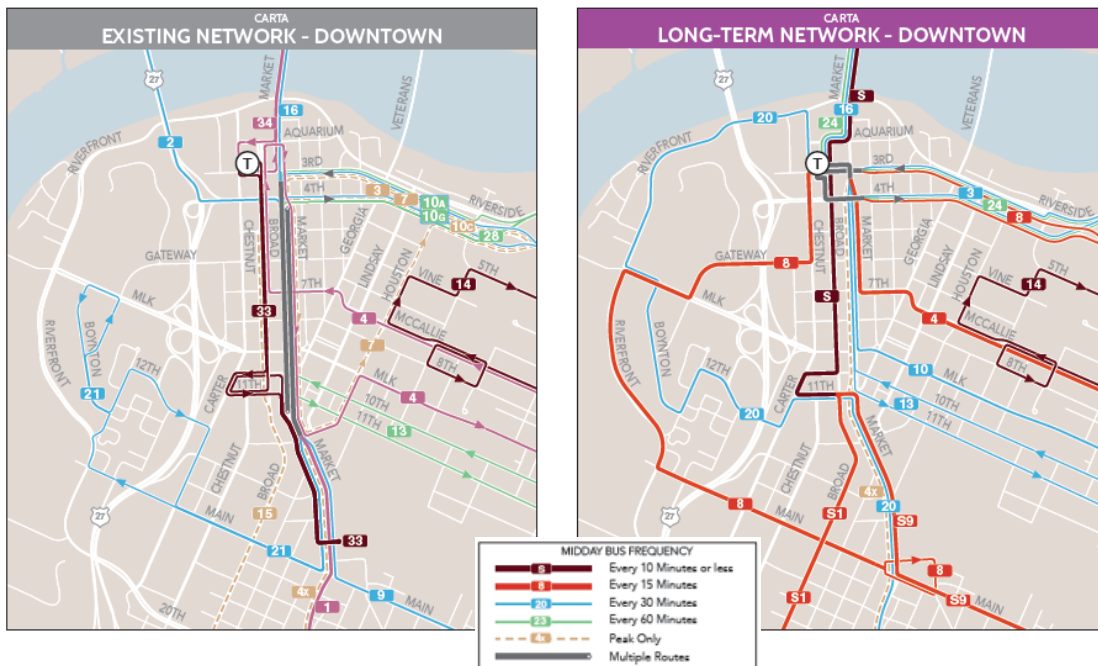 CARTA
EXISTING NETWORK - DOWNTOWN
27
MARKET
VETERANS
16
34
2
AQUARIUM
RIVERFRONT
T
3RD
3
7
4TH
10A
10G
RIVERSIDE
10C
28
CHESTNUT
BROAD
MARKET
GEORGIA
LINDSAY
HOUSTON
GATEWAY
VINE
5TH
14
7TH
MLK
33
4
MCCALLIE
7
8TH
RIVERFRONT
BOYNTON
12TH
21
CARTER
11TH
MLK
4
10TH
11TH
13
CHESTNUT
BROAD
MARKET
27
MAIN
15
21
33
4x
9
MAIN
20TH
1
CARTA
LONG-TERM NETWORK - DOWNTOWN
27
MARKET
VETERANS
S
16
20
24
AQUARIUM
RIVERFRONT
T
3RD
4TH
3
24
8
RIVERSIDE
CHESTNUT
BROAD
MARKET
GEORGIA
LINDSAY
HOUSTON
GATEWAY
8
VINE
5TH
14
7TH
S
MLK
4
MCCALLIE
8TH
RIVERFRONT
BOYNTON
12TH
CARTER
11TH
10
MLK
13
10TH
11TH
20
CHESTNUT
BROAD
MARKET
27
MAIN
8
4x
20
S1
S9
8
S1
S9
MAIN
MIDDAY BUS FREQUENCY
S Every 10 Minutes or less
8 Every 15 Minutes
20 Every 30 Minutes
23 Every 60 Minutes
4x Peak Only
Multiple Routes